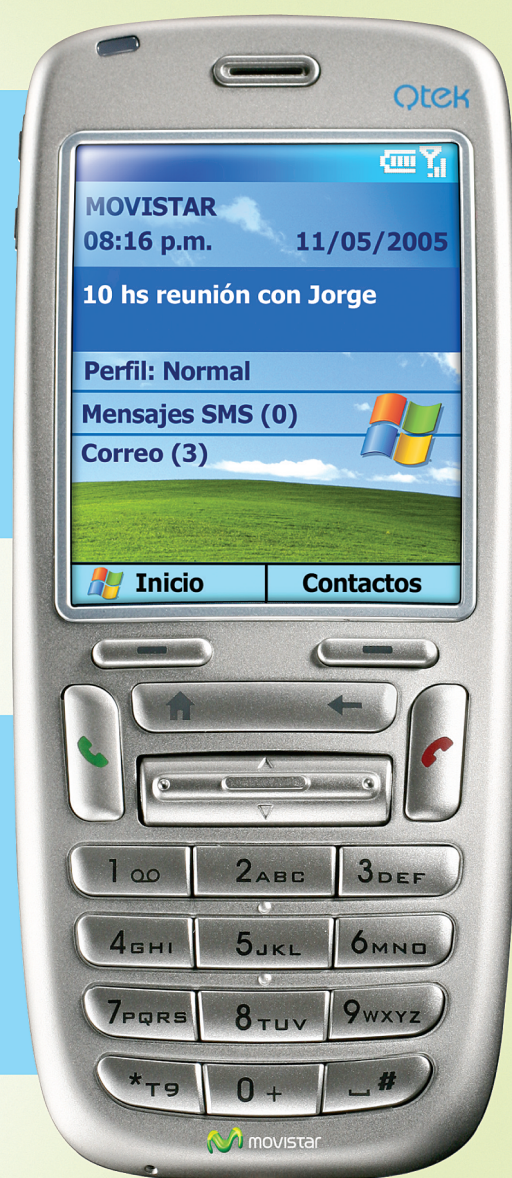 Qtek
MOVISTAR
08:16 p.m. 11/05/2005
10 hs reunión con Jorge
Perfil: Normal
Mensajes SMS (0)
Correo (3)
Inicio Contactos
1 2ABC 3DEF
4GHI 5JKL 6MNO
7PQRS 8TUV 9WXYZ
*T9 0+ #
movistar